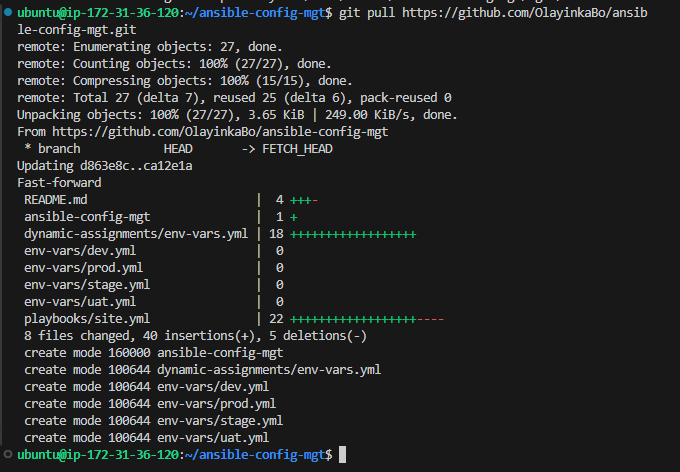 ubuntu@ip-172-31-36-120:~/ansible-config-mgt$ git pull https://github.com/OlayinkaBo/ansib
le-config-mgt.git
remote: Enumerating objects: 27, done.
remote: Counting objects: 100% (27/27), done.
remote: Compressing objects: 100% (15/15), done.
remote: Total 27 (delta 7), reused 25 (delta 6), pack-reused 0
Unpacking objects: 100% (27/27), 3.65 KiB | 249.00 KiB/s, done.
From https://github.com/OlayinkaBo/ansible-config-mgt
 * branch            HEAD       -> FETCH_HEAD
Updating d863e8c..ca12e1a
Fast-forward
 README.md                        |  4 +++-
 ansible-config-mgt               |  1 +
 dynamic-assignments/env-vars.yml | 18 ++++++++++++++++++
 env-vars/dev.yml                 |  0
 env-vars/prod.yml                |  0
 env-vars/stage.yml               |  0
 env-vars/uat.yml                 |  0
 playbooks/site.yml               | 22 ++++++++++++++++++----
 8 files changed, 40 insertions(+), 5 deletions(-)
 create mode 160000 ansible-config-mgt
 create mode 100644 dynamic-assignments/env-vars.yml
 create mode 100644 env-vars/dev.yml
 create mode 100644 env-vars/prod.yml
 create mode 100644 env-vars/stage.yml
 create mode 100644 env-vars/uat.yml
ubuntu@ip-172-31-36-120:~/ansible-config-mgt$